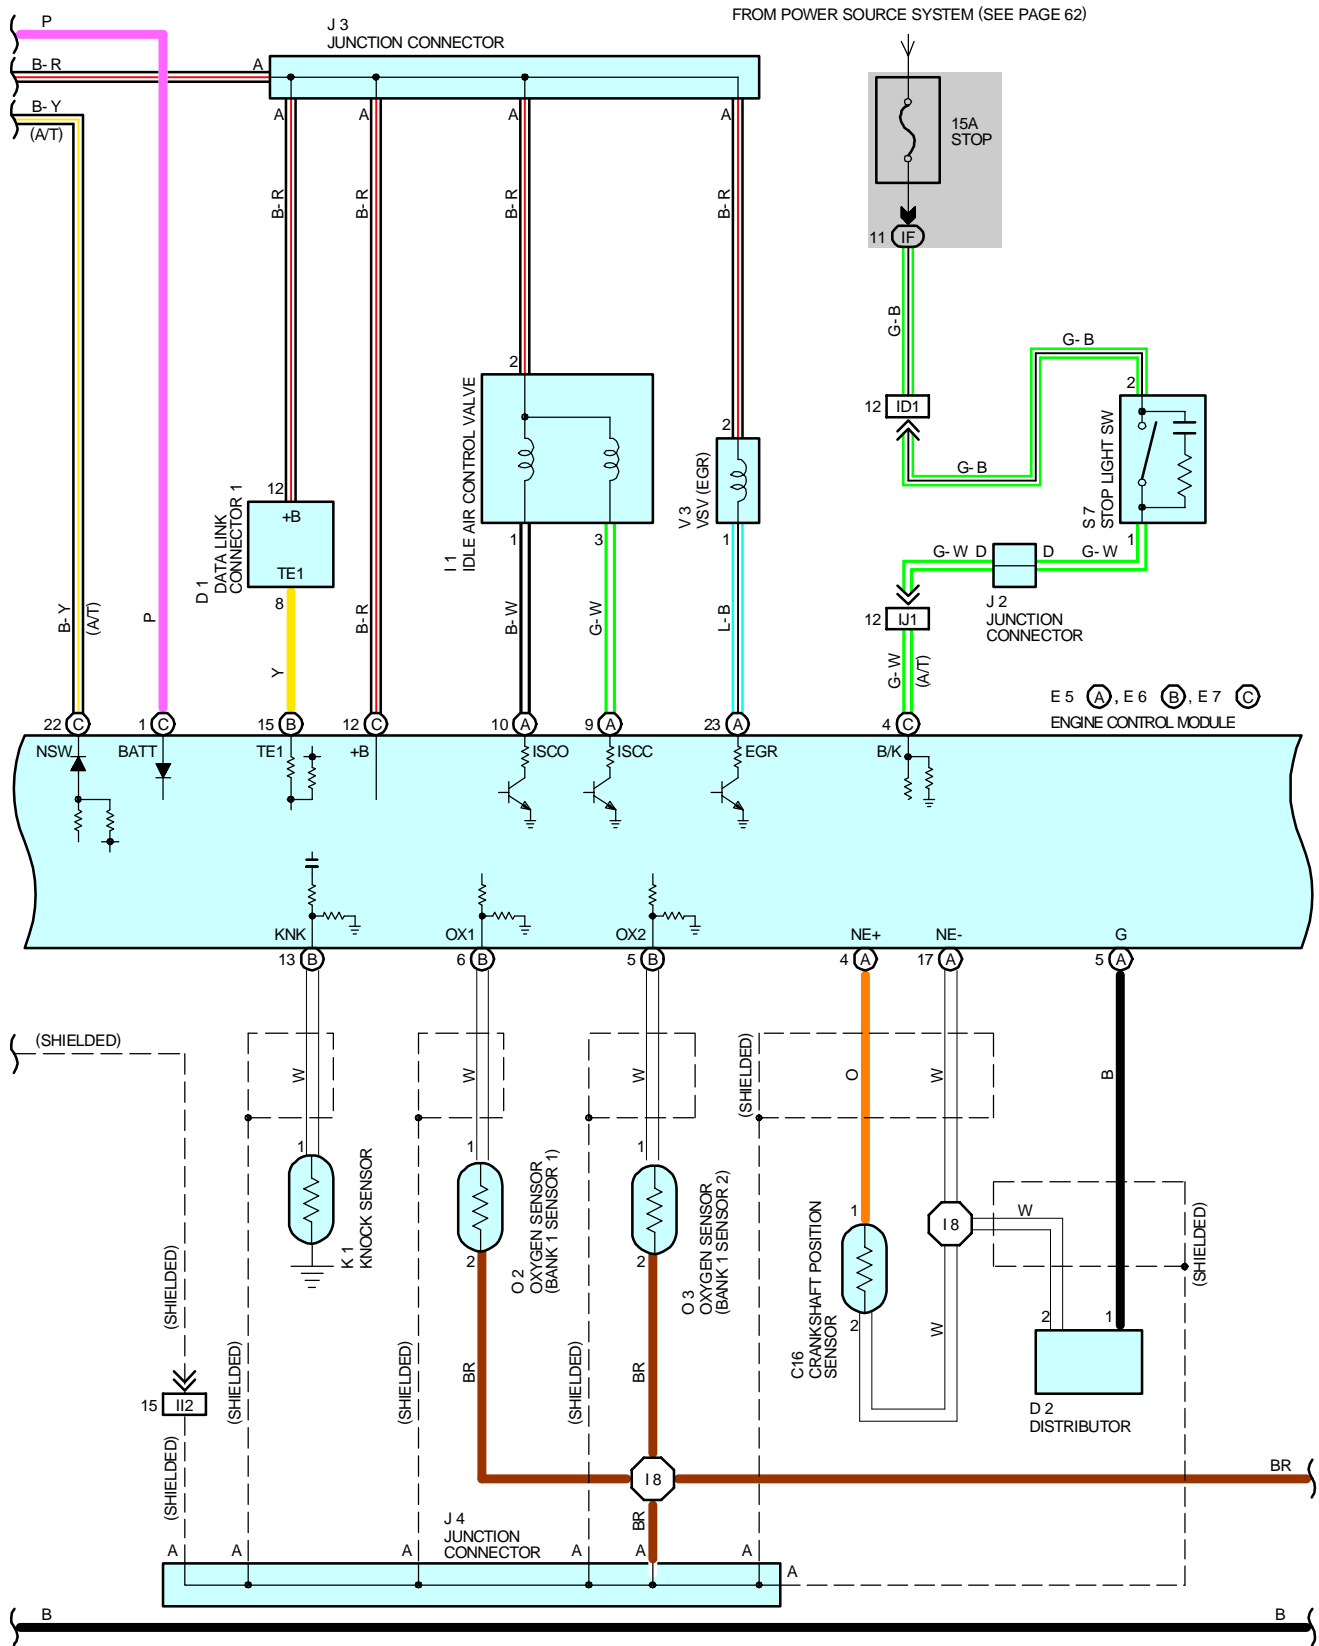 FROM POWER SOURCE SYSTEM (SEE PAGE 62)
P
J 3
JUNCTION CONNECTOR
B- R
A
B- Y
(A/T)
A
A
A
15A
STOP
B- R
B- R
B- R
B- R
11
IF
G- B
G- B
2
2
12
ID1
2
G- B
S 7
STOP LIGHT SW
12
+B
TE1
8
D 1
DATA LINK
CONNECTOR 1
I 1
IDLE AIR CONTROL VALVE
V 3
VSV (EGR)
1
3
1
1
G- W
D
D
G- W
J 2
JUNCTION
CONNECTOR
12
IJ1
B- Y
(A/T)
P
Y
B- R
B- W
G- W
L- B
G- W
(A/T)
E 5
A
, E 6
B
, E 7
C
ENGINE CONTROL MODULE
22
C
1
C
15
B
12
C
10
A
9
A
23
A
4
C
NSW
BATT
TE1
+B
ISCO
ISCC
EGR
B/K
KNK
OX1
OX2
NE+
NE-
G
13
B
6
B
5
B
4
A
17
A
5
A
(SHIELDED)
W
W
W
(SHIELDED)
O
W
B
1
1
1
K 1
KNOCK SENSOR
2
O 2
OXYGEN SENSOR
(BANK 1 SENSOR 1)
2
O 3
OXYGEN SENSOR
(BANK 1 SENSOR 2)
1
I 8
W
(SHIELDED)
2
C16
CRANKSHAFT POSITION
SENSOR
W
2
1
D 2
DISTRIBUTOR
(SHIELDED)
15
II2
(SHIELDED)
(SHIELDED)
BR
(SHIELDED)
(SHIELDED)
BR
I 8
BR
BR
J 4
JUNCTION
CONNECTOR
A
A
A
A
A
A
A
B
B